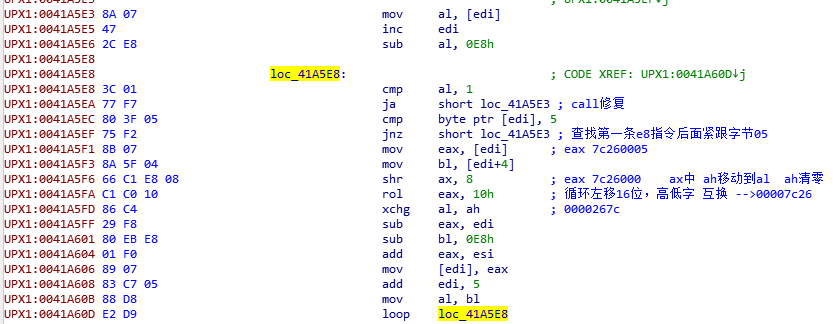 UPX1:0041A5E3 8A 07 mov al, [edi]
UPX1:0041A5E5 47 inc edi
UPX1:0041A5E6 2C E8 sub al, 0E8h
UPX1:0041A5E8
UPX1:0041A5E8 loc_41A5E8: ; CODE XREF: UPX1:0041A60D↓j
UPX1:0041A5E8 3C 01 cmp al, 1
UPX1:0041A5EA 77 F7 ja short loc_41A5E3 ; call修复
UPX1:0041A5EC 80 3F 05 cmp byte ptr [edi], 5
UPX1:0041A5EF 75 F2 jnz short loc_41A5E3 ; 查找第一条e8指令后面紧跟字节05
UPX1:0041A5F1 8B 07 mov eax, [edi] ; eax 7c260005
UPX1:0041A5F3 8A 5F 04 mov bl, [edi+4]
UPX1:0041A5F6 66 C1 E8 08 shr ax, 8 ; eax 7c26000 ax中 ah移动到al ah清零
UPX1:0041A5FA C1 C0 10 rol eax, 10h ; 循环左移16位，高低字 互换 -->00007c26
UPX1:0041A5FD 86 C4 xchg al, ah ; 0000267c
UPX1:0041A5FF 29 F8 sub eax, edi
UPX1:0041A601 80 EB E8 sub bl, 0E8h
UPX1:0041A604 01 F0 add eax, esi
UPX1:0041A606 89 07 mov [edi], eax
UPX1:0041A608 83 C7 05 add edi, 5
UPX1:0041A60B 88 D8 mov al, bl
UPX1:0041A60D E2 D9 loop loc_41A5E8